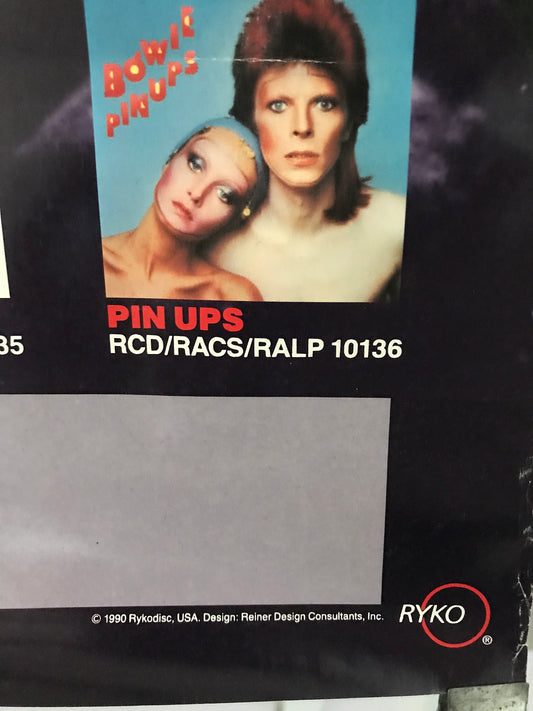 BOWIE
PINUPS
PIN UPS
35
RCD/RACS/RALP 10136
© 1990 Rykodisc, USA. Design: Reiner Design Consultants, Inc.
RYKO
®